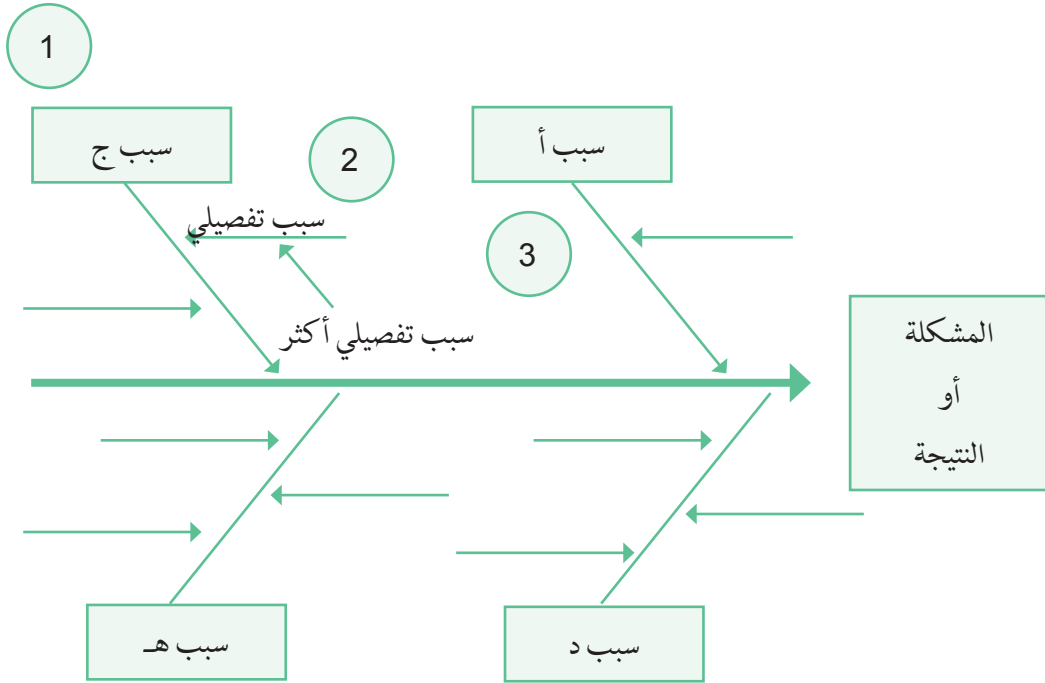 1
سبب أ
سبب ج
2
سبب تفصيلي
3
سبب تفصيلي أكثر
المشكلة
أو
النتيجة
سبب د
سبب هـ